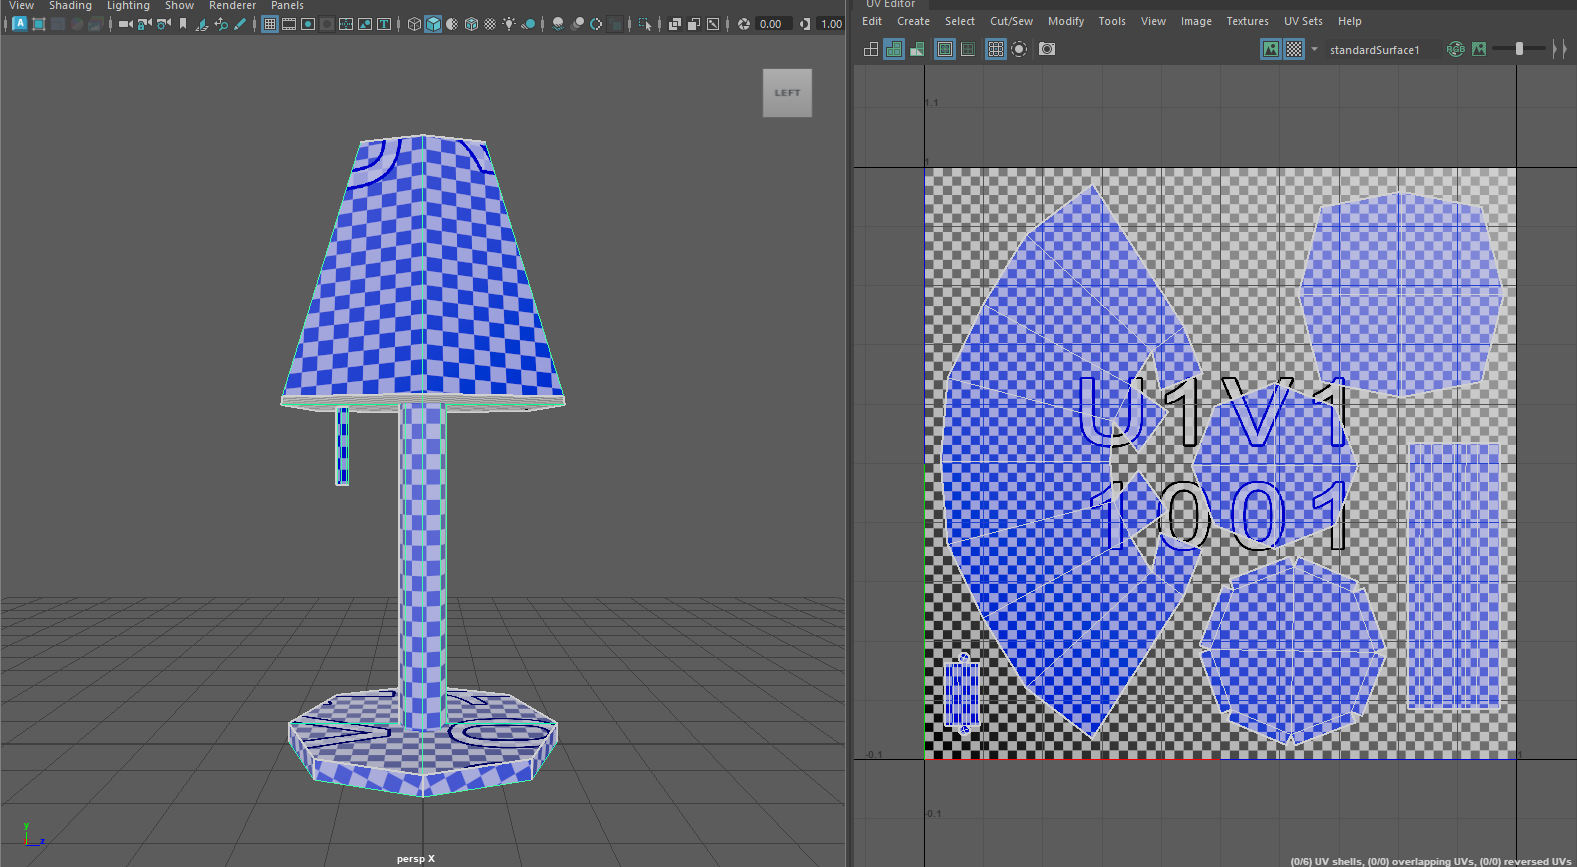 View Shading Lighting Show Renderer Panels
0.00 1.00
LEFT
persp X
y
z
UV Editor
Edit Create Select Cut/Sew Modify Tools View Image Textures UV Sets Help
standardSurface1
1.1
1
U1V1
1001
-0.1
1
-0.1
(0/6) UV shells, (0/0) overlapping UVs, (0/0) reversed UVs